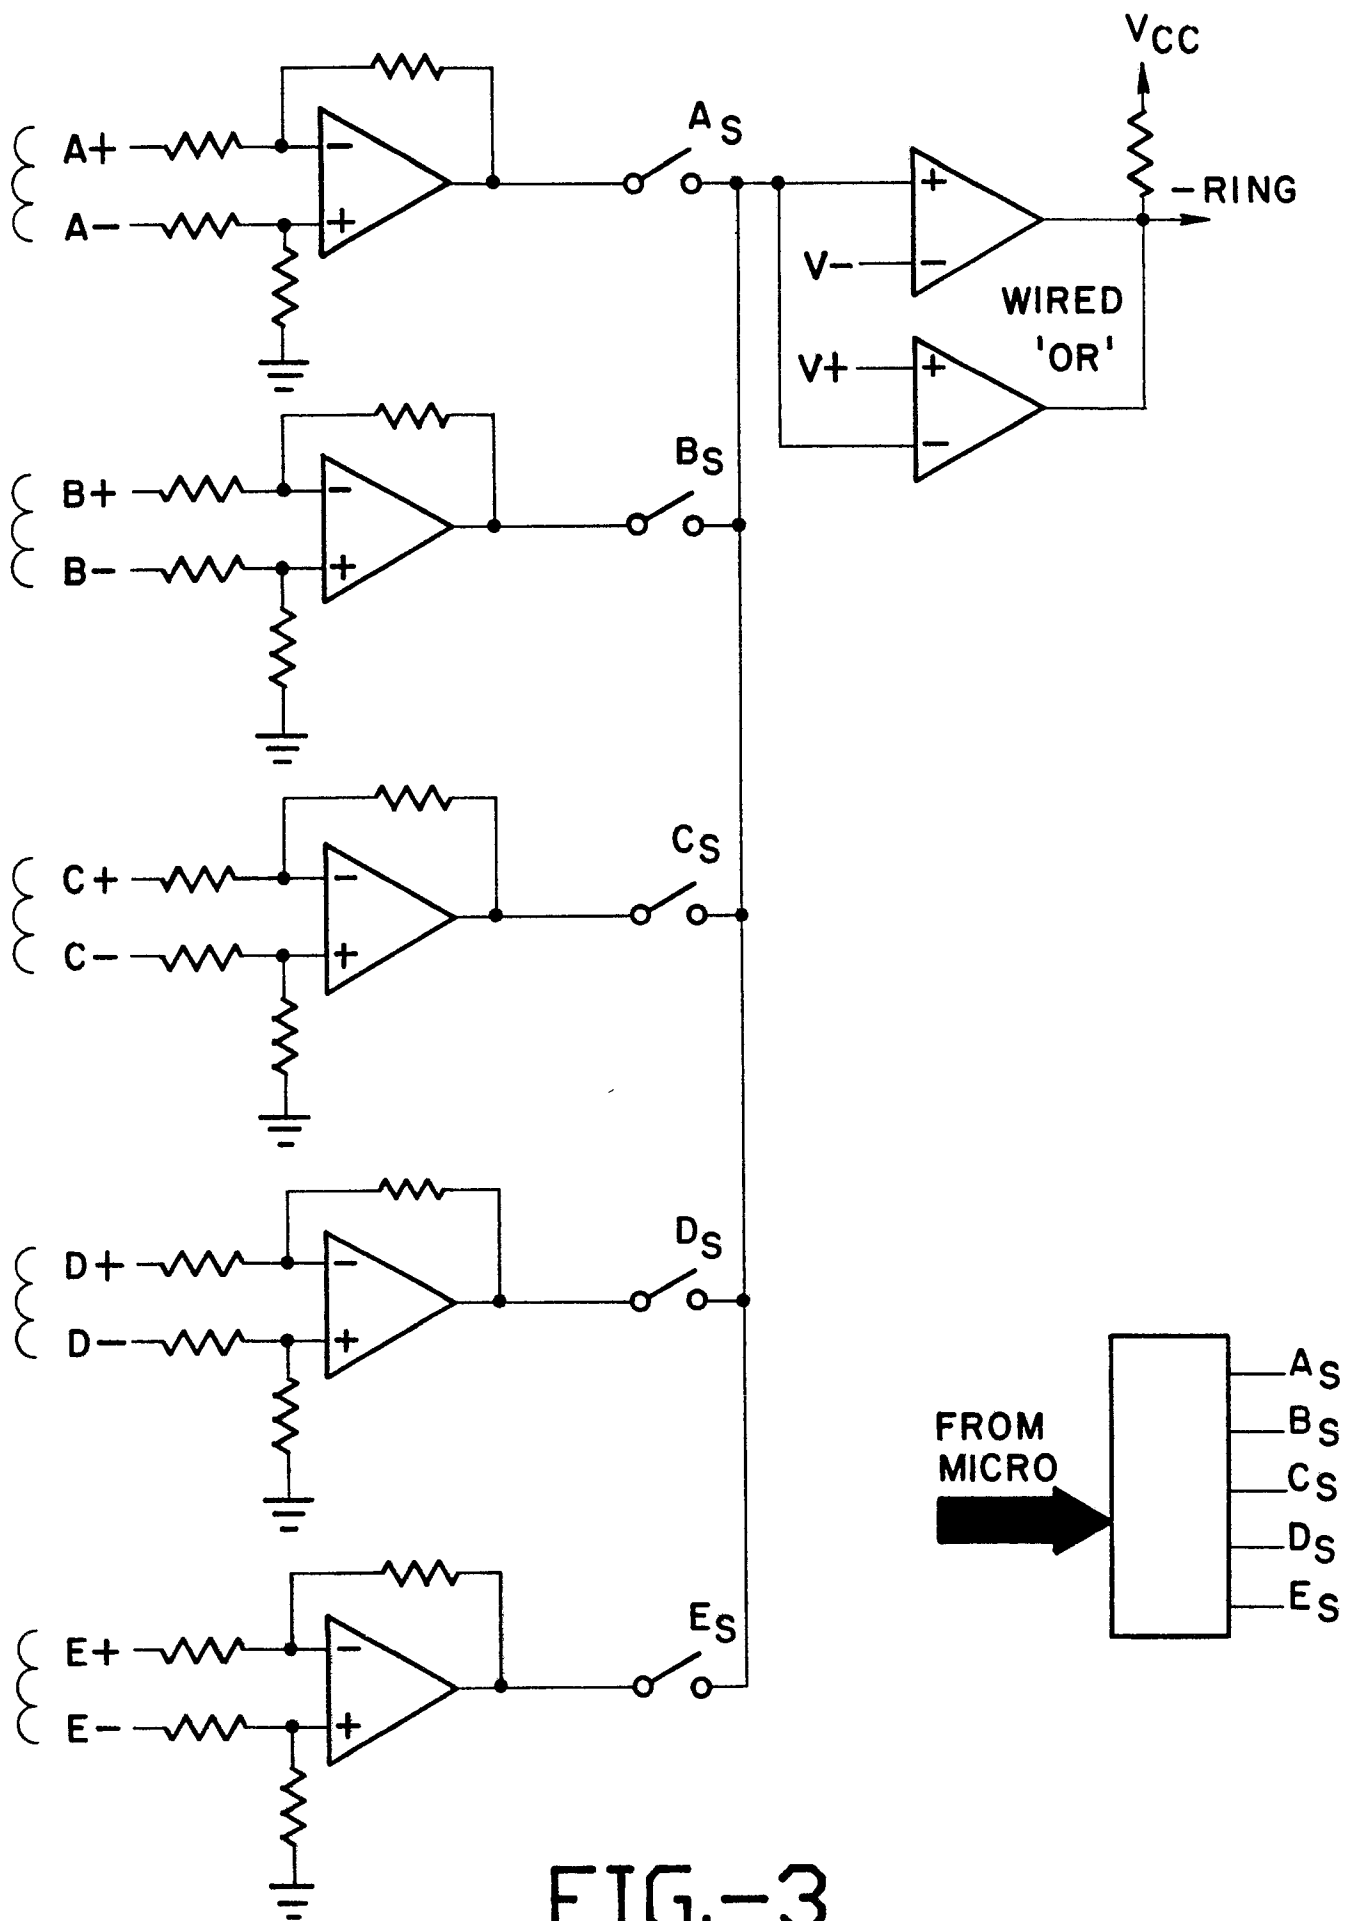 VCC
AS
A+
−
−RING
+
A−
+
V−
−
WIRED
'OR'
V+
+
BS
−
B+
−
B−
+
CS
C+
−
C−
+
DS
D+
−
D−
+
AS
BS
FROM
MICRO
CS
DS
ES
ES
E+
−
E−
+
FIG.-3